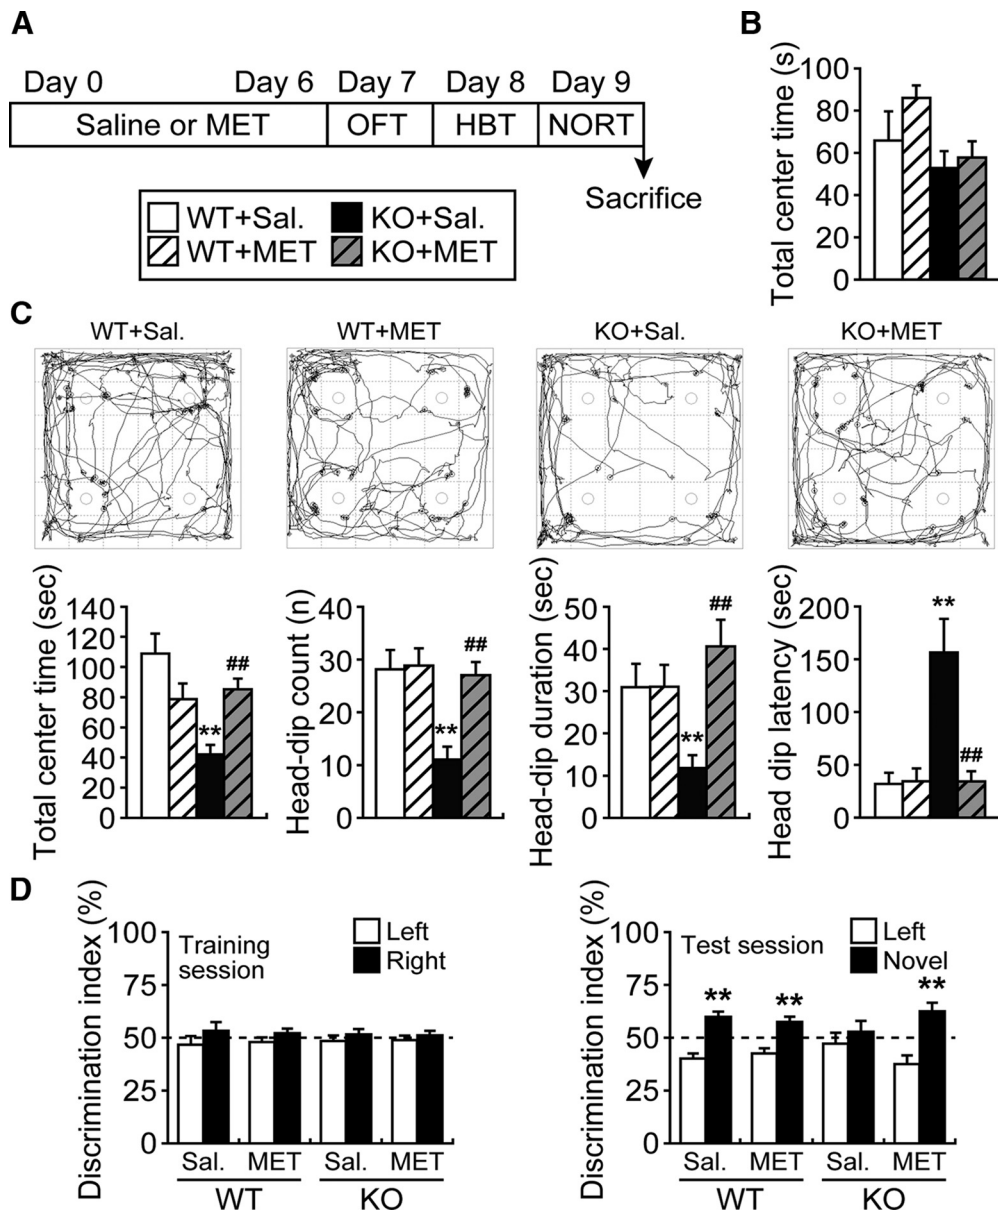 A
Day 0 Day 6 Day 7 Day 8 Day 9
Saline or MET OFT HBT NORT
Sacrifice
WT+Sal. KO+Sal.
WT+MET KO+MET
B
Total center time (s)
100
80
60
40
20
0
C
WT+Sal. WT+MET KO+Sal. KO+MET
Total center time (sec)
140
120
100
80
60
40
20
0
**
##
Head-dip count (n)
40
30
20
10
0
**
##
Head-dip duration (sec)
50
40
30
20
10
0
**
##
Head dip latency (sec)
200
150
100
50
0
**
##
D
Discrimination index (%)
100
75
50
25
0
Training
session
Left
Right
Sal. MET Sal. MET
WT KO
Discrimination index (%)
100
75
50
25
0
Test session
Left
Novel
** ** **
Sal. MET Sal. MET
WT KO